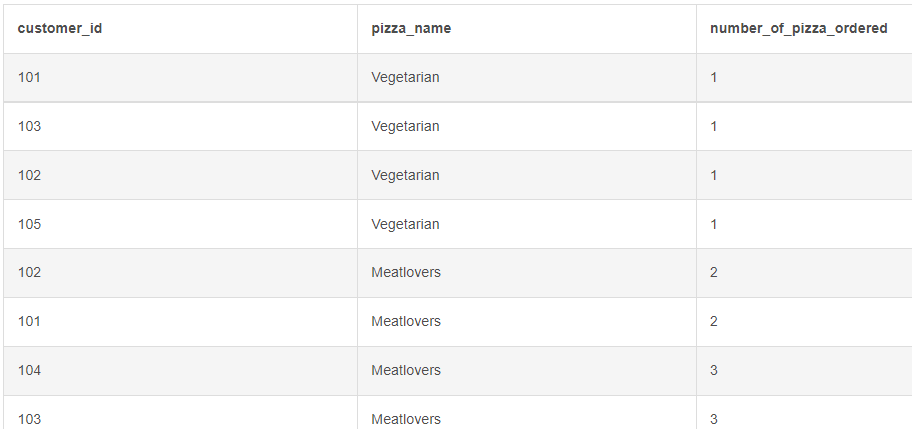 customer_id pizza_name number_of_pizza_ordered
101 Vegetarian 1
103 Vegetarian 1
102 Vegetarian 1
105 Vegetarian 1
102 Meatlovers 2
101 Meatlovers 2
104 Meatlovers 3
103 Meatlovers 3